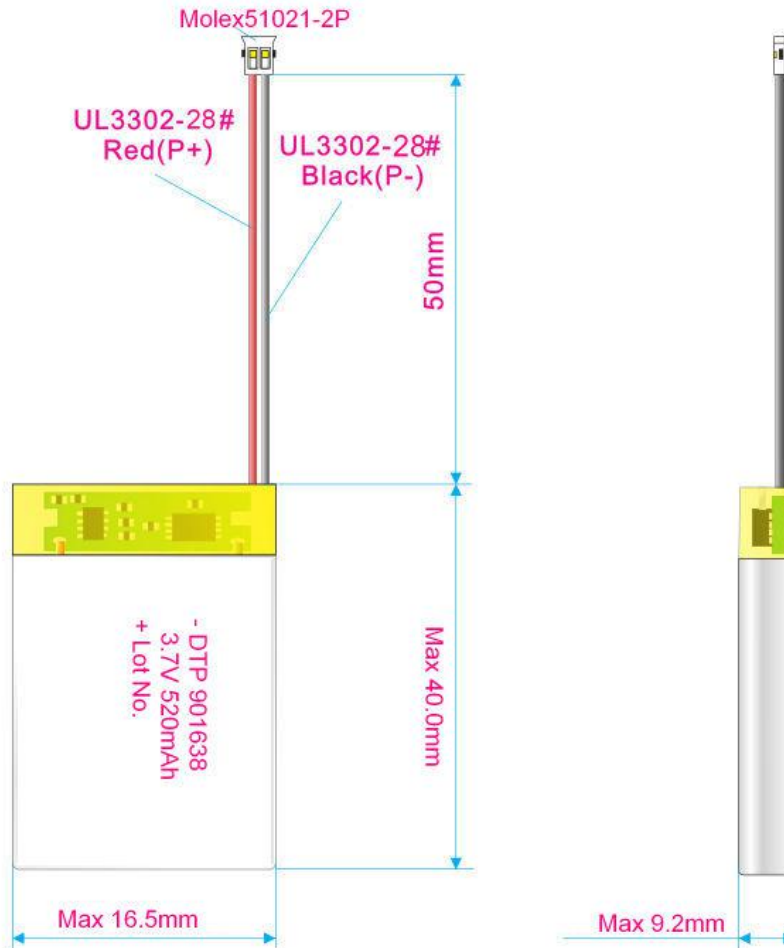 Molex51021-2P
UL3302-28#
Red(P+)
UL3302-28#
Black(P-)
50mm
- DTP 901638
3.7V 520mAh
+ Lot No.
Max 40.0mm
Max 16.5mm
Max 9.2mm